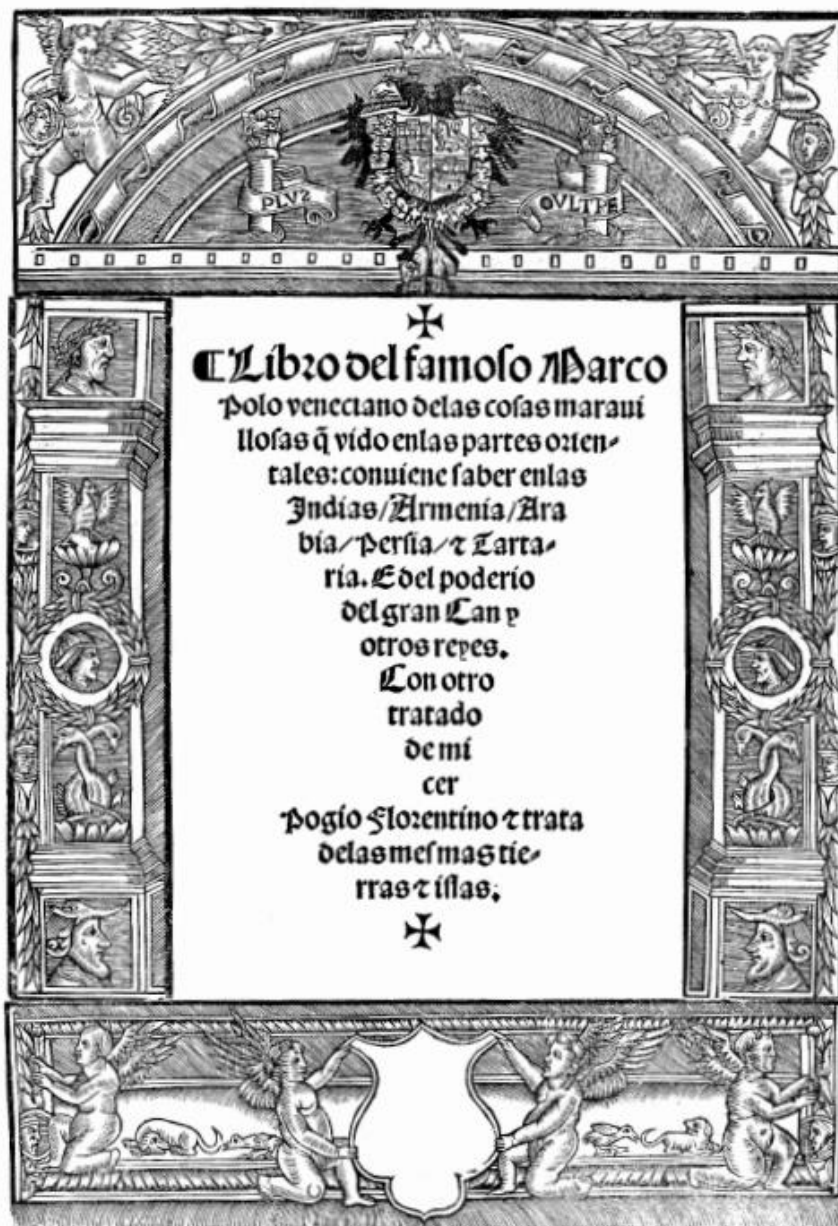 PLVZ OVLTRE
✠
¶Libro del famoſo Marco
Polo veneciano delas coſas maraui
lloſas q̃ vido enlas partes orien-
tales: conuiene ſaber enlas
Indias/Armenia/Ara
bia/Perſia/⁊ Tarta-
ria. E del poderio
del gran Can y
otros reyes.
Con otro
tratado
de mi
cer
Pogio Florentino ⁊ trata
delas meſmas tie-
rras ⁊ iſlas.
✠